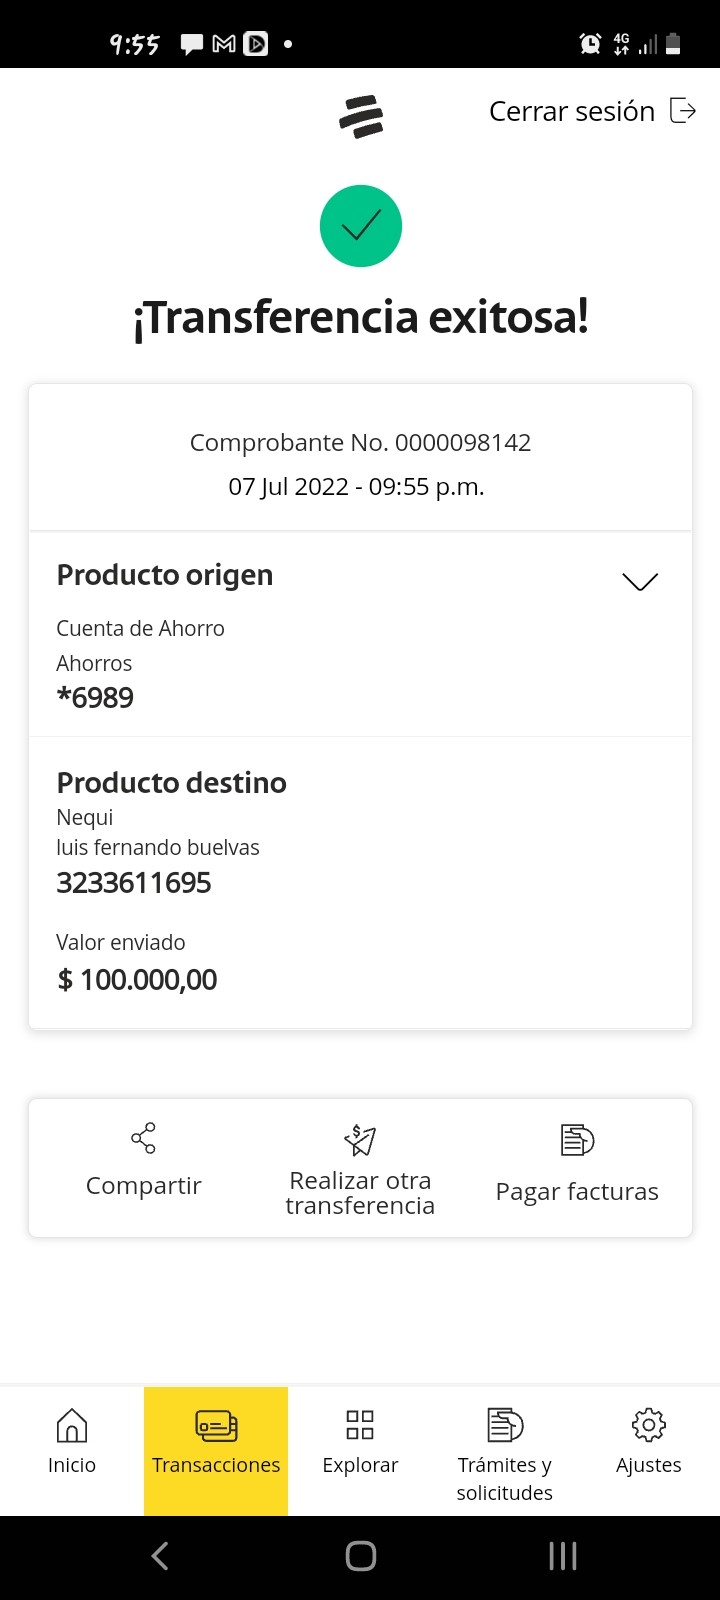 9:55
4G
Cerrar sesión
¡Transferencia exitosa!
Comprobante No. 0000098142
07 Jul 2022 - 09:55 p.m.
Producto origen
Cuenta de Ahorro
Ahorros
*6989
Producto destino
Nequi
luis fernando buelvas
3233611695
Valor enviado
$ 100.000,00
Compartir
Realizar otra
transferencia
Pagar facturas
Inicio
Transacciones
Explorar
Trámites y
solicitudes
Ajustes